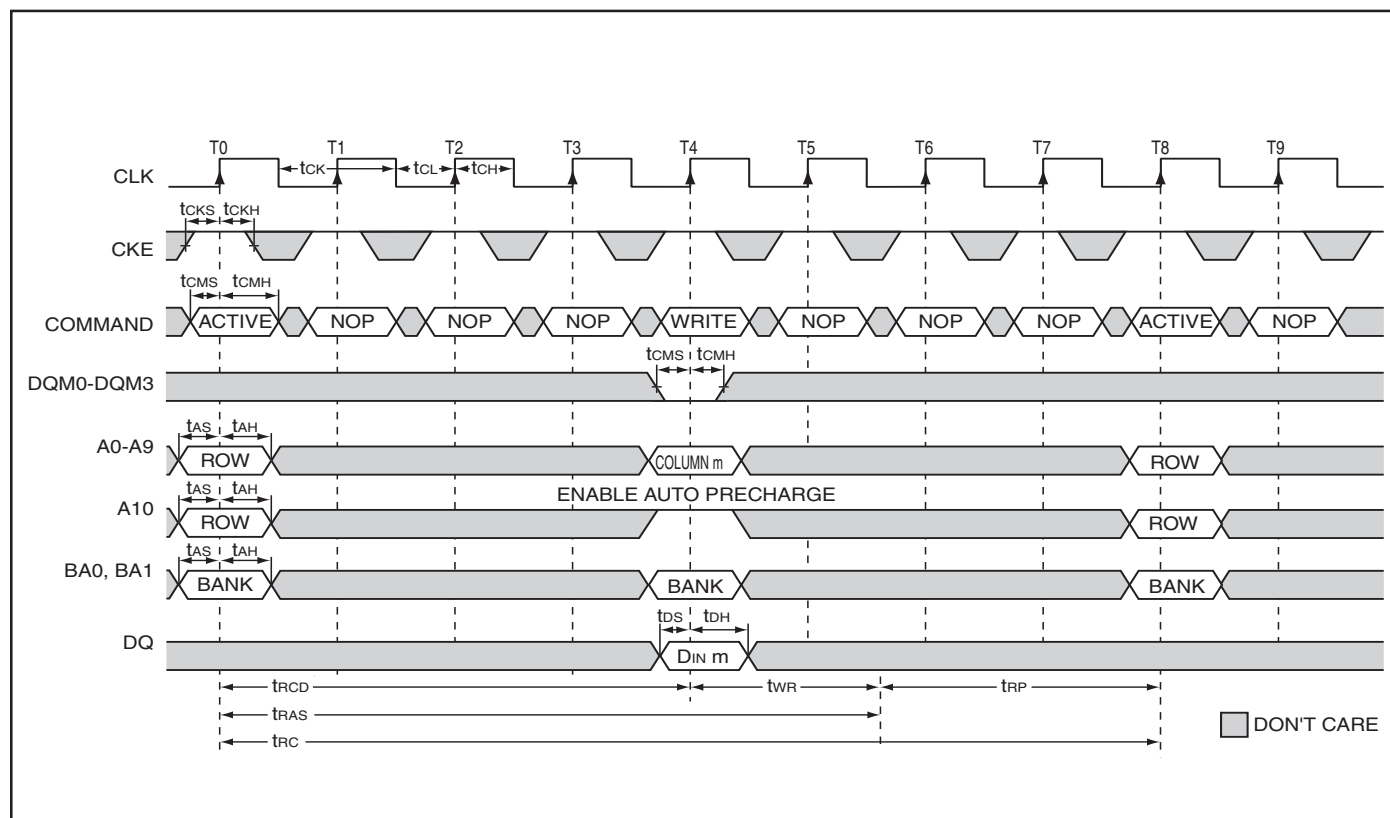 T0 T1 T2 T3 T4 T5 T6 T7 T8 T9
CLK tCK tCL tCH
tCKS tCKH
CKE
tCMS tCMH
COMMAND ACTIVE NOP NOP NOP WRITE NOP NOP NOP ACTIVE NOP
tCMS tCMH
DQM0-DQM3
tAS tAH
A0-A9 ROW COLUMN m ROW
tAS tAH ENABLE AUTO PRECHARGE
A10 ROW ROW
tAS tAH
BA0, BA1 BANK BANK BANK
tDS tDH
DQ DIN m
tRCD tWR tRP
tRAS
tRC
DON'T CARE